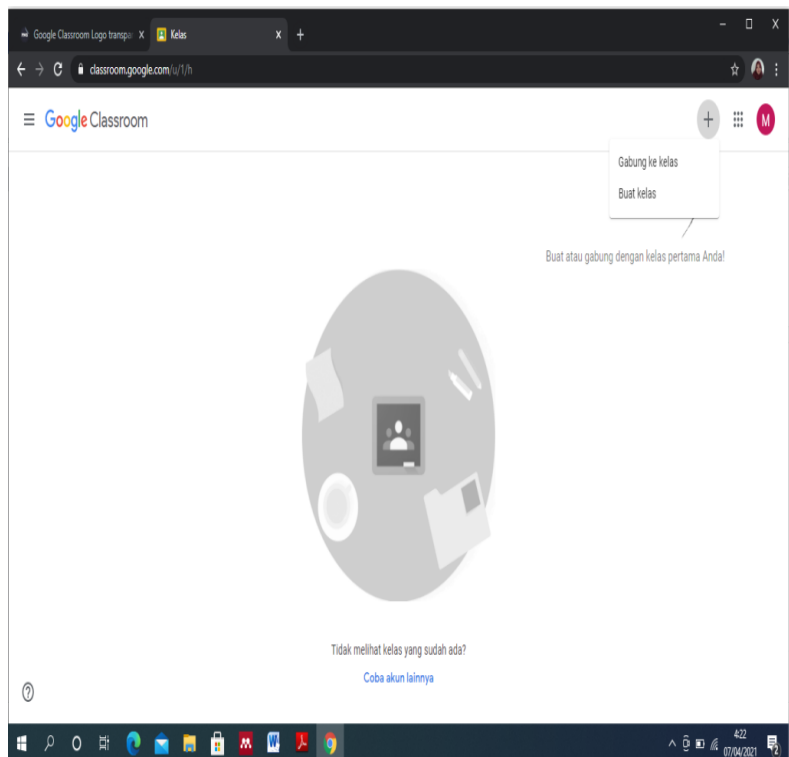 Google Classroom Logo transpa
Kelas
classroom.google.com/u/1/h
Google Classroom
M
Gabung ke kelas
Buat kelas
Buat atau gabung dengan kelas pertama Anda!
Tidak melihat kelas yang sudah ada?
Coba akun lainnya
4:22
07/04/2021